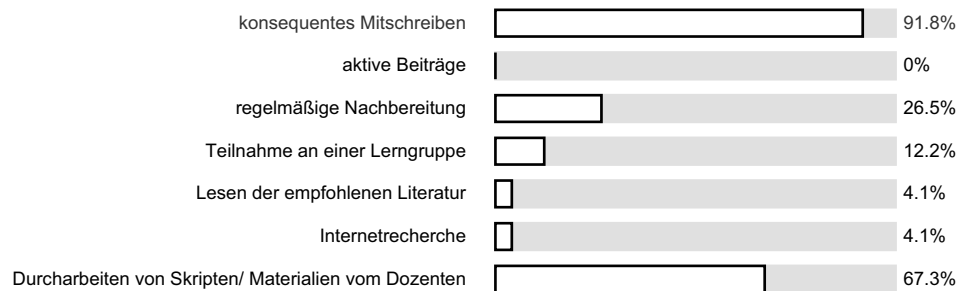 konsequentes Mitschreiben 91.8%
aktive Beiträge 0%
regelmäßige Nachbereitung 26.5%
Teilnahme an einer Lerngruppe 12.2%
Lesen der empfohlenen Literatur 4.1%
Internetrecherche 4.1%
Durcharbeiten von Skripten/ Materialien vom Dozenten 67.3%